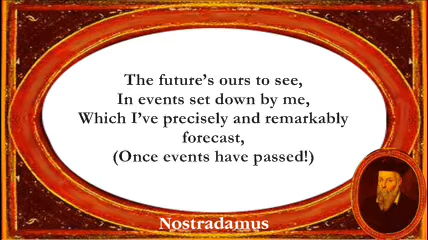 The future's ours to see,
In events set down by me,
Which I've precisely and remarkably
forecast,
(Once events have passed!)
Nostradamus